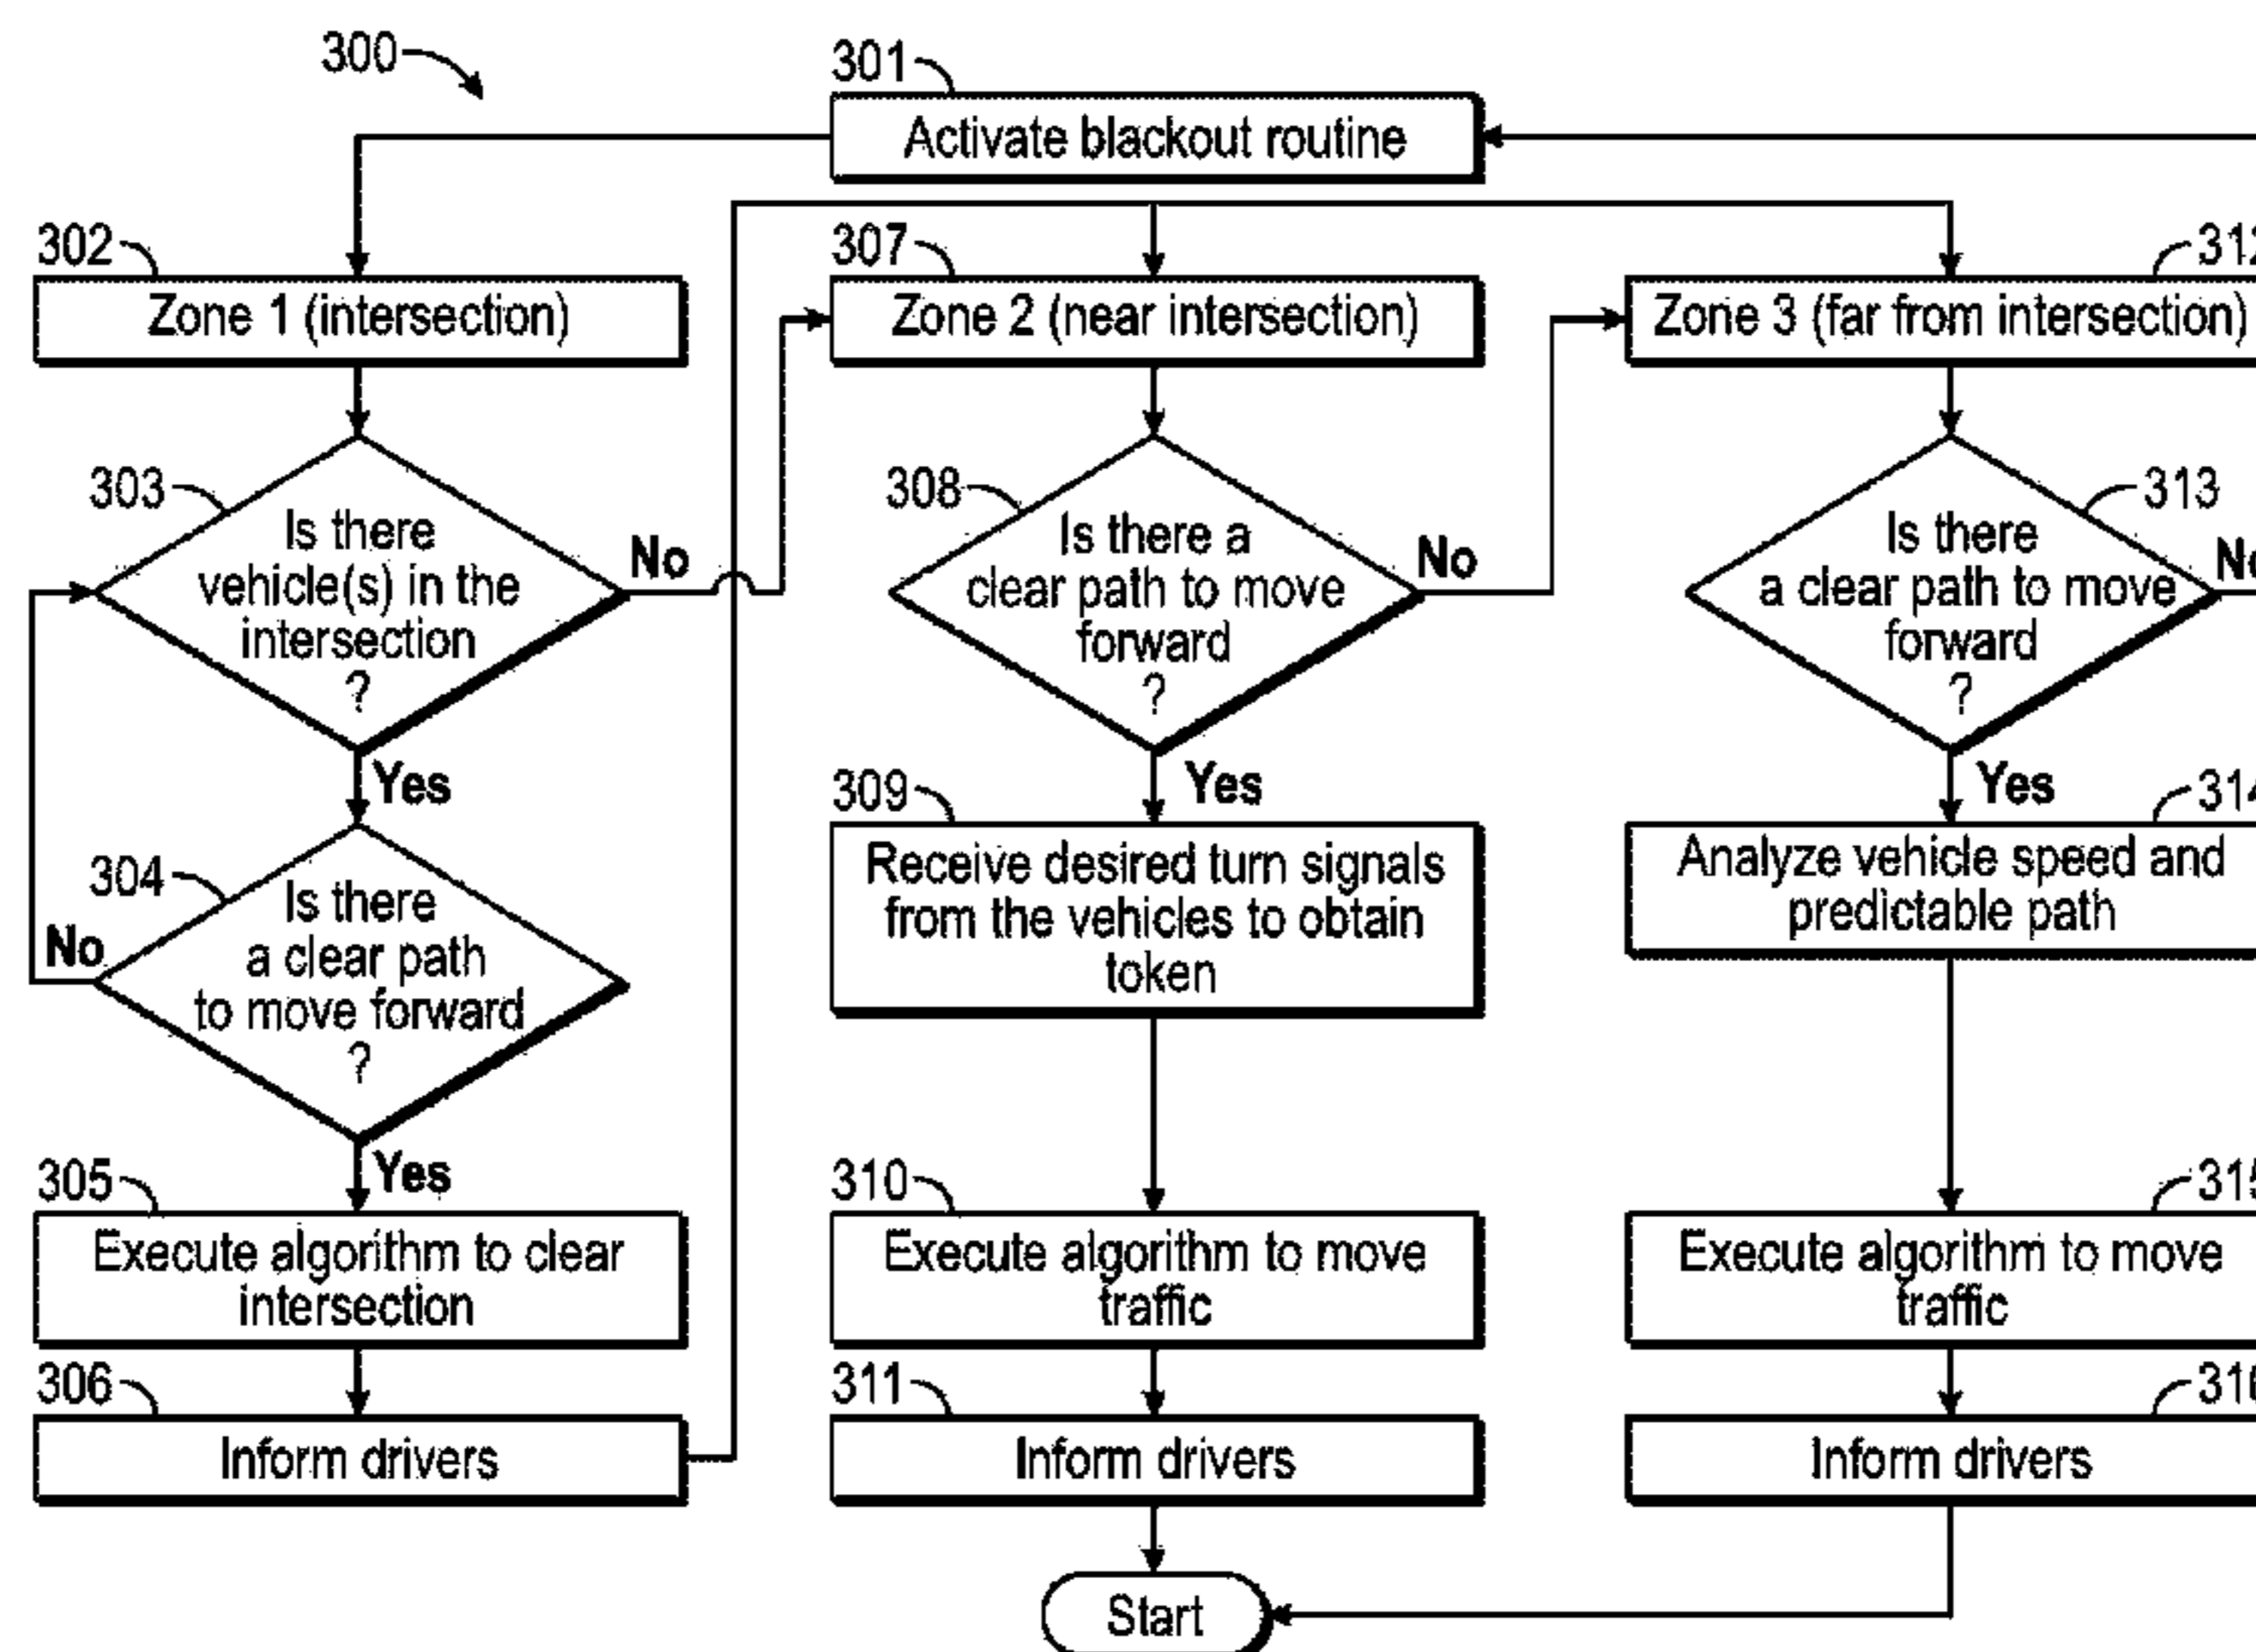 300
301
Activate blackout routine
302
Zone 1 (intersection)
303
Is there
vehicle(s) in the
intersection
?
No
Yes
304
Is there
a clear path
to move forward
?
No
Yes
305
Execute algorithm to clear
intersection
306
Inform drivers
307
Zone 2 (near intersection)
308
Is there a
clear path to move
forward
?
No
Yes
309
Receive desired turn signals
from the vehicles to obtain
token
310
Execute algorithm to move
traffic
311
Inform drivers
Start
312
Zone 3 (far from intersection)
313
Is there
a clear path to move
forward
?
No
Yes
314
Analyze vehicle speed and
predictable path
315
Execute algorithm to move
traffic
316
Inform drivers